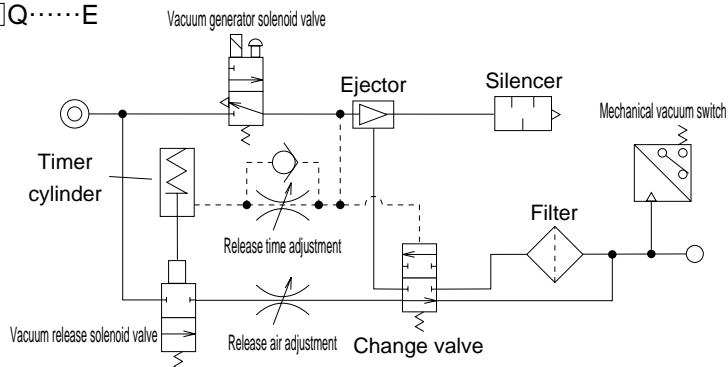 □Q⋯⋯E
Vacuum generator solenoid valve
Ejector
Silencer
Mechanical vacuum switch
Timer
cylinder
Filter
Release time adjustment
Vacuum release solenoid valve
Release air adjustment
Change valve